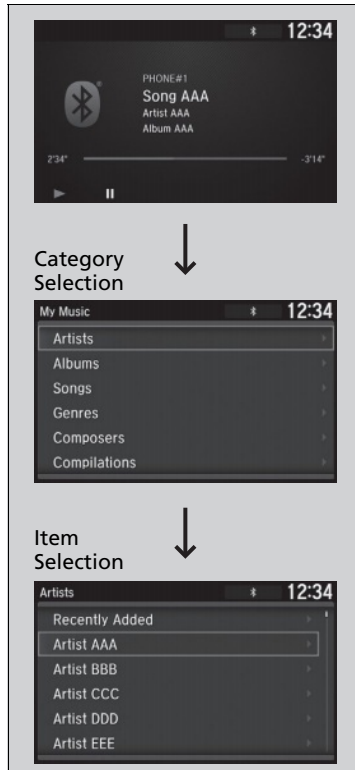 12:34
PHONE#1
Song AAA
Artist AAA
Album AAA
2'34" -3'14"
Category
Selection
My Music 12:34
Artists
Albums
Songs
Genres
Composers
Compilations
Item
Selection
Artists 12:34
Recently Added
Artist AAA
Artist BBB
Artist CCC
Artist DDD
Artist EEE